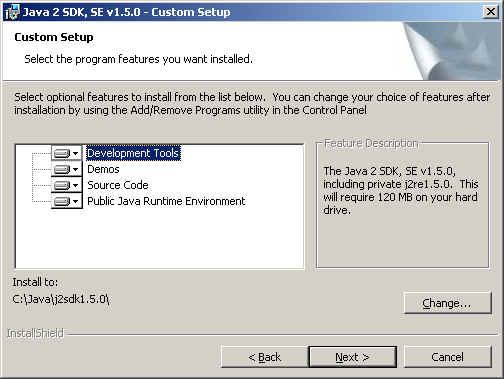 Java 2 SDK, SE v1.5.0 - Custom Setup
Custom Setup
Select the program features you want installed.
Select optional features to install from the list below.  You can change your choice of features after
installation by using the Add/Remove Programs utility in the Control Panel
Development Tools
Demos
Source Code
Public Java Runtime Environment
Feature Description
The Java 2 SDK, SE v1.5.0,
including private j2re1.5.0.  This
will require 120 MB on your hard
drive.
Install to:
C:\Java\j2sdk1.5.0\
Change...
InstallShield
< Back
Next >
Cancel